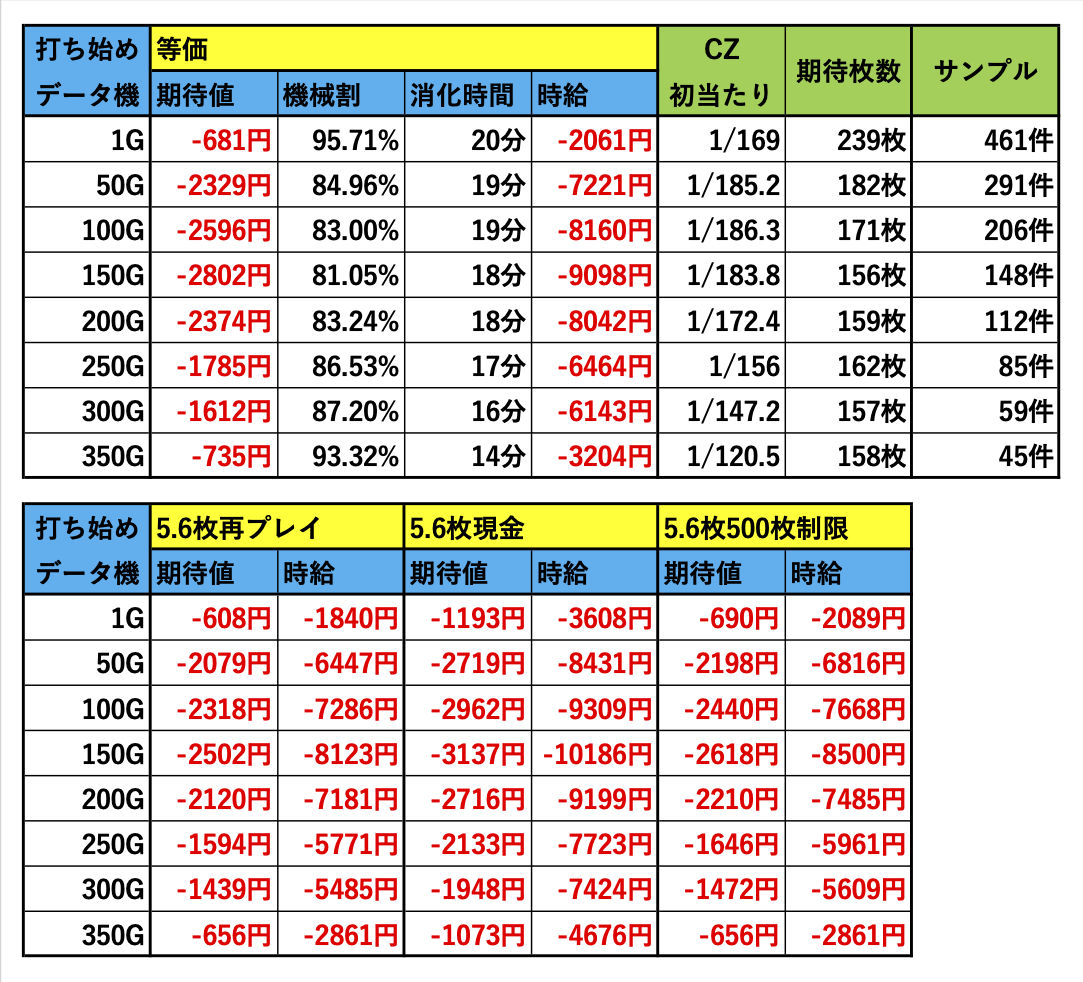 打ち始め 等価 CZ 期待枚数 サンプル
データ機 期待値 機械割 消化時間 時給 初当たり
1G -681円 95.71% 20分 -2061円 1/169 239枚 461件
50G -2329円 84.96% 19分 -7221円 1/185.2 182枚 291件
100G -2596円 83.00% 19分 -8160円 1/186.3 171枚 206件
150G -2802円 81.05% 18分 -9098円 1/183.8 156枚 148件
200G -2374円 83.24% 18分 -8042円 1/172.4 159枚 112件
250G -1785円 86.53% 17分 -6464円 1/156 162枚 85件
300G -1612円 87.20% 16分 -6143円 1/147.2 157枚 59件
350G -735円 93.32% 14分 -3204円 1/120.5 158枚 45件
打ち始め 5.6枚再プレイ 5.6枚現金 5.6枚500枚制限
データ機 期待値 時給 期待値 時給 期待値 時給
1G -608円 -1840円 -1193円 -3608円 -690円 -2089円
50G -2079円 -6447円 -2719円 -8431円 -2198円 -6816円
100G -2318円 -7286円 -2962円 -9309円 -2440円 -7668円
150G -2502円 -8123円 -3137円 -10186円 -2618円 -8500円
200G -2120円 -7181円 -2716円 -9199円 -2210円 -7485円
250G -1594円 -5771円 -2133円 -7723円 -1646円 -5961円
300G -1439円 -5485円 -1948円 -7424円 -1472円 -5609円
350G -656円 -2861円 -1073円 -4676円 -656円 -2861円